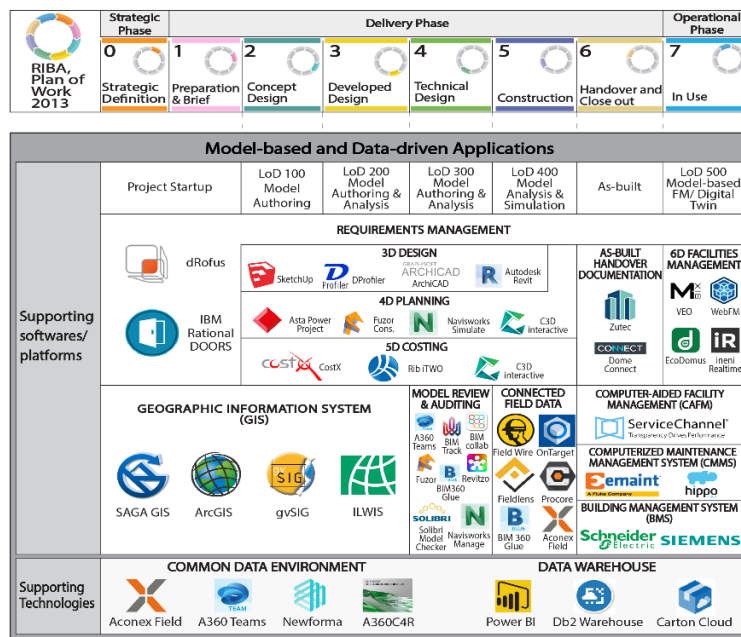 RIBA,
Plan of
Work
2013
Strategic
Phase
Delivery Phase
Operational
Phase
0
Strategic
Definition
1
Preparation
& Brief
2
Concept
Design
3
Developed
Design
4
Technical
Design
5
Construction
6
Handover and
Close out
7
In Use
Model-based and Data-driven Applications
Project Startup
LoD 100
Model
Authoring
LoD 200
Model
Authoring &
Analysis
LoD 300
Model
Authoring &
Analysis
LoD 400
Model
Analysis &
Simulation
As-built
LoD 500
Model-based
FM/ Digital
Twin
Supporting
softwares/
platforms
REQUIREMENTS MANAGEMENT
dRofus
IBM
Rational
DOORS
3D DESIGN
SketchUp
Profiler
DProfiler
GRAPHISOFT
ARCHICAD
ArchiCAD
R
Autodesk
Revit
4D PLANNING
Asta Power
Project
Fuzor
Cons.
N
Navisworks
Simulate
C3D
interactive
5D COSTING
costX
CostX
Rib iTWO
C3D
interactive
AS-BUILT
HANDOVER
DOCUMENTATION
Zutec
CONNECT
Dome
Connect
6D FACILITIES
MANAGEMENT
VEO
WebFM
EcoDomus
iR
ineni
Realtime
GEOGRAPHIC INFORMATION SYSTEM
(GIS)
SAGA GIS
ArcGIS
gvSIG
ILWIS
MODEL REVIEW
& AUDITING
A360
Teams
BIM
Track
BIM
collab
Fuzor
BIM360
Glue
Revitzo
SOLIBRI
Solibri
Model
Checker
Navisworks
Manage
CONNECTED
FIELD DATA
Field Wire
OnTarget
Fieldlens
Procore
BIM 360
Glue
Aconex
Field
COMPUTER-AIDED FACILITY
MANAGEMENT (CAFM)
ServiceChannel
Transparency Drives Performance
COMPUTERIZED MAINTENANCE
MANAGEMENT SYSTEM (CMMS)
emaint
A Fluke Company
hippo
BUILDING MANAGEMENT SYSTEM
(BMS)
Schneider
Electric
SIEMENS
Supporting
Technologies
COMMON DATA ENVIRONMENT
Aconex Field
TEAM
A360 Teams
Newforma
A360C4R
DATA WAREHOUSE
Power BI
Db2 Warehouse
Carton Cloud